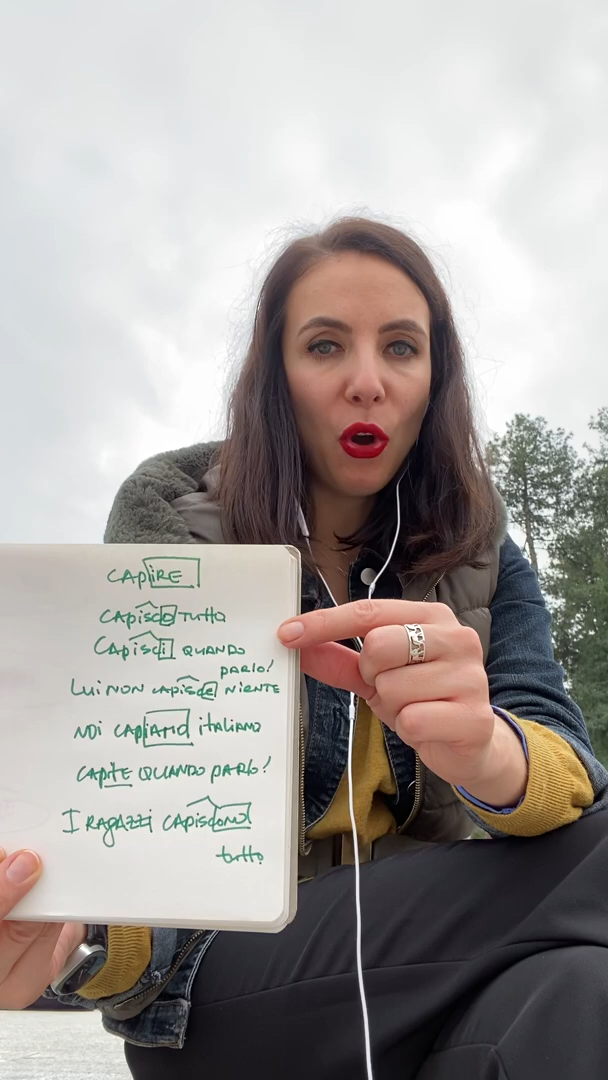 CAPIRE
CAPISCO TUTTO
CAPISCI QUANDO
PARLO!
LUI NON CAPISCE NIENTE
NOI CAPIAMO ITALIANO
CAPITE QUANDO PARLO!
I RAGAZZI CAPISCONO
tutto